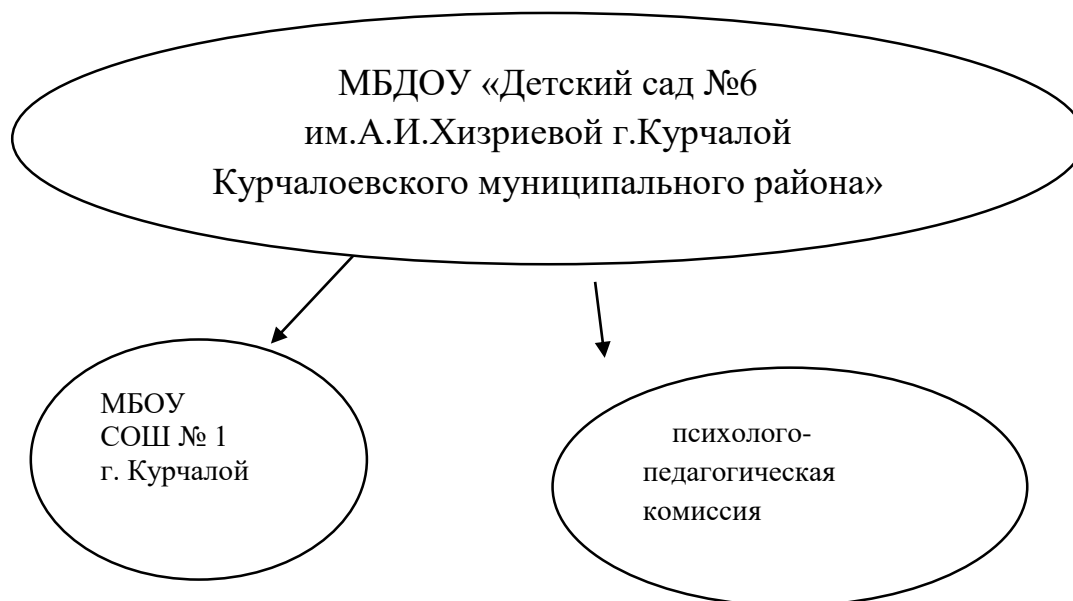 МБДОУ «Детский сад №6
им.А.И.Хизриевой г.Курчалой
Курчалоевского муниципального района»
МБОУ
СОШ № 1
г. Курчалой
психолого-
педагогическая
комиссия